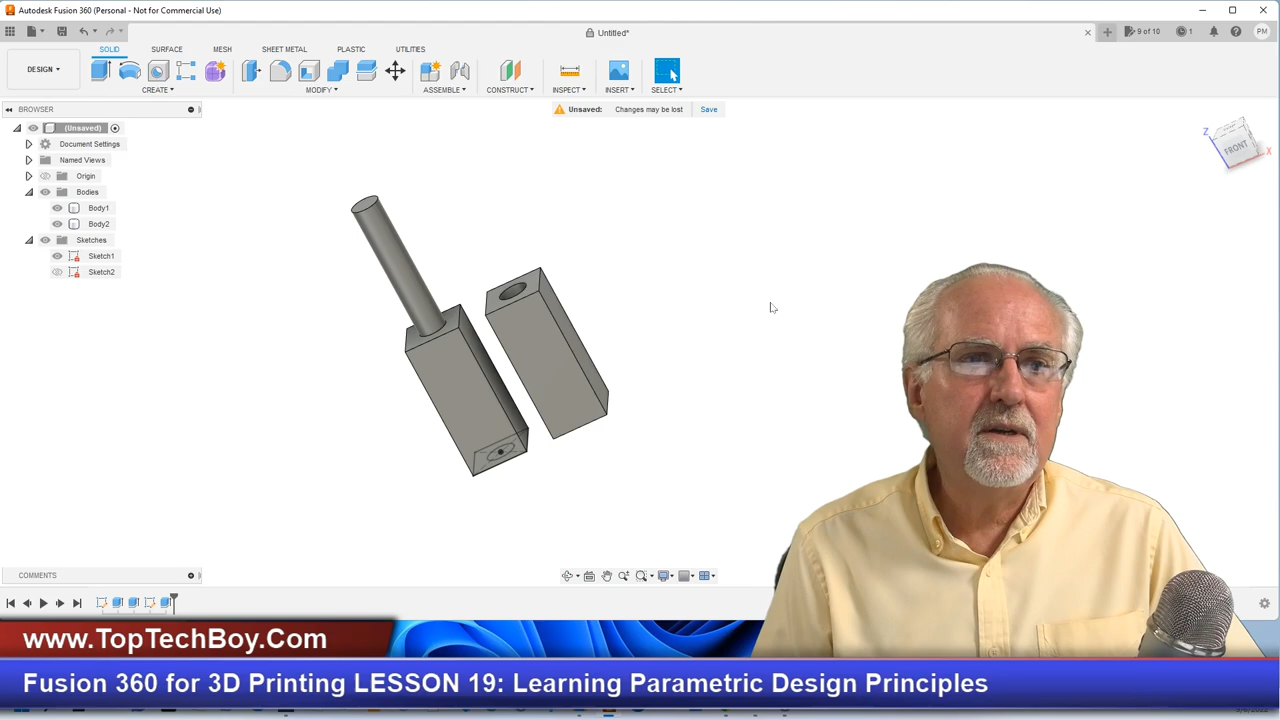 Autodesk Fusion 360 (Personal - Not for Commercial Use)
Untitled*
9 of 10
1
PM
DESIGN
SOLID SURFACE MESH SHEET METAL PLASTIC UTILITIES
CREATE MODIFY ASSEMBLE CONSTRUCT INSPECT INSERT SELECT
BROWSER
Unsaved: Changes may be lost Save
(Unsaved)
Document Settings
Named Views
Origin
Bodies
Body1
Body2
Sketches
Sketch1
Sketch2
Z
FRONT
X
COMMENTS
www.TopTechBoy.Com
Fusion 360 for 3D Printing LESSON 19: Learning Parametric Design Principles